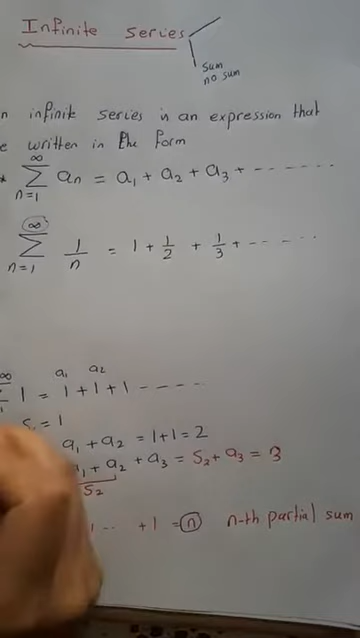 Infinite series
sum
no sum
n infinite series is an expression that
e written in the form
* ∞ ∑ n=1 an = a1 + a2 + a3 + -------
∞ ∑ n=1 1/n = 1 + 1/2 + 1/3 + ------
a1 a2
∞ 1 = 1 + 1 + 1 ----
= 1
a1 + a2 = 1+1 = 2
1 + a2 + a3 = S2 + a3 = 3
S2
1 ... + 1 = n n-th partial sum